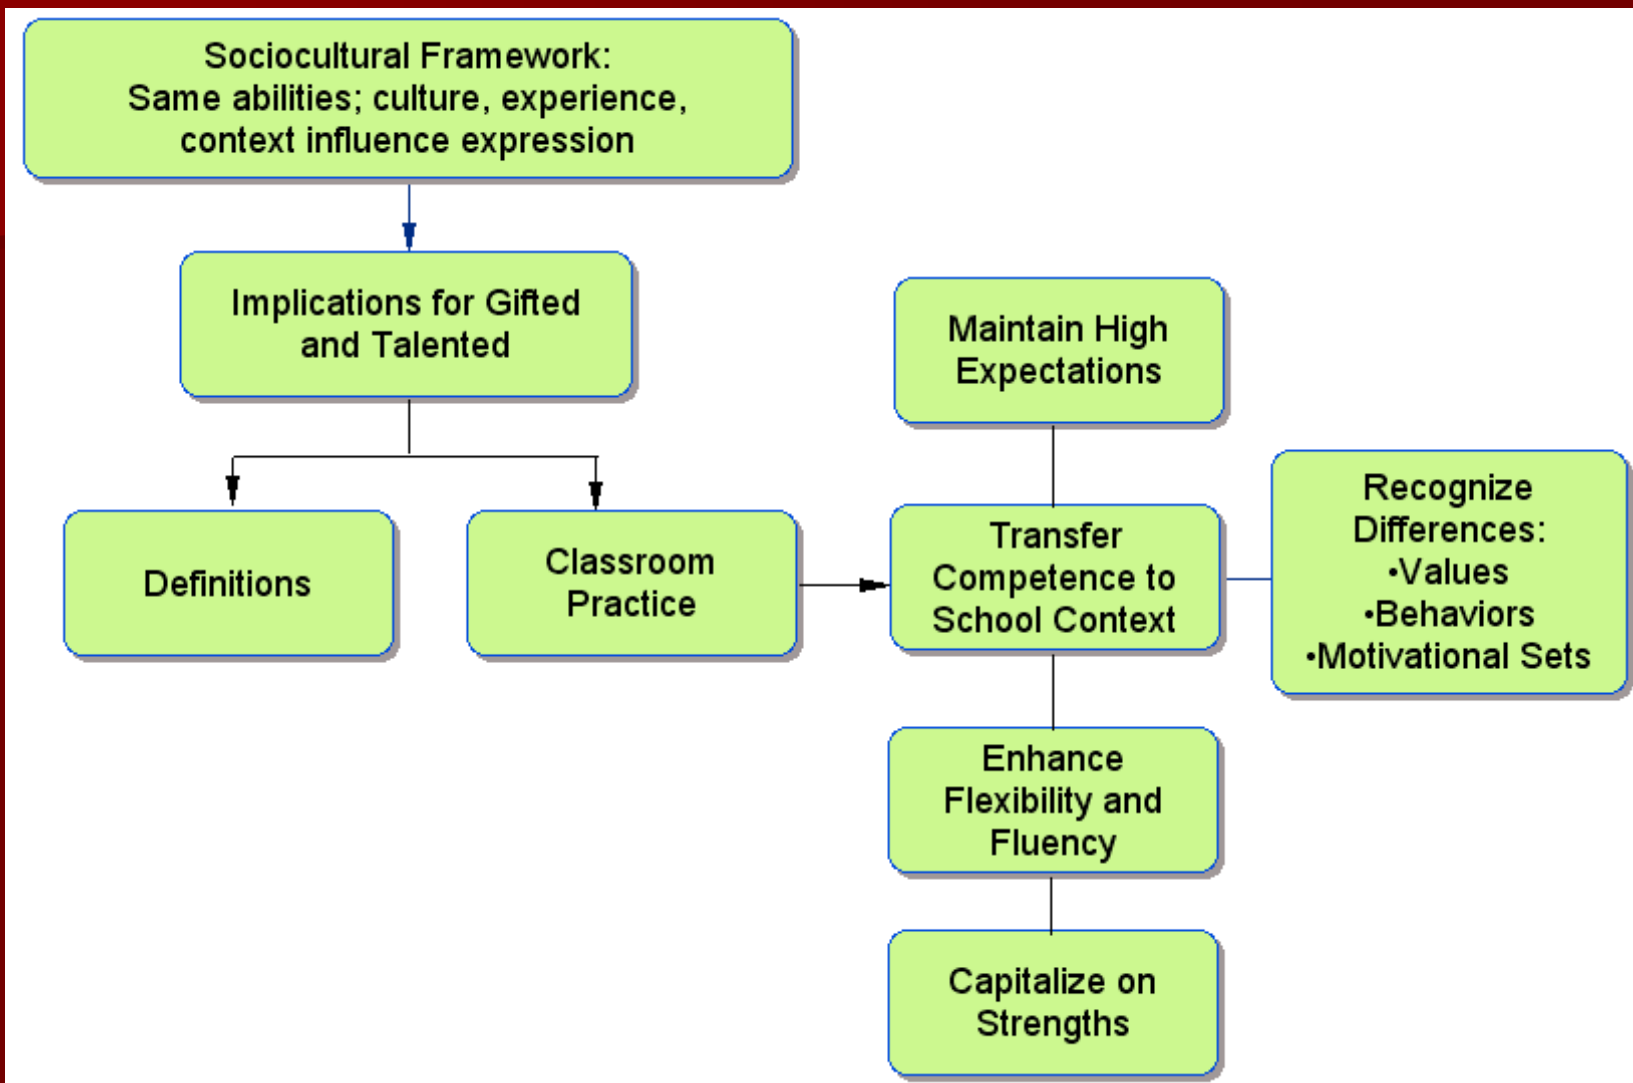 Sociocultural Framework:
Same abilities; culture, experience,
context influence expression
Implications for Gifted
and Talented
Definitions
Classroom
Practice
Maintain High
Expectations
Transfer
Competence to
School Context
Recognize
Differences:
•Values
•Behaviors
•Motivational Sets
Enhance
Flexibility and
Fluency
Capitalize on
Strengths